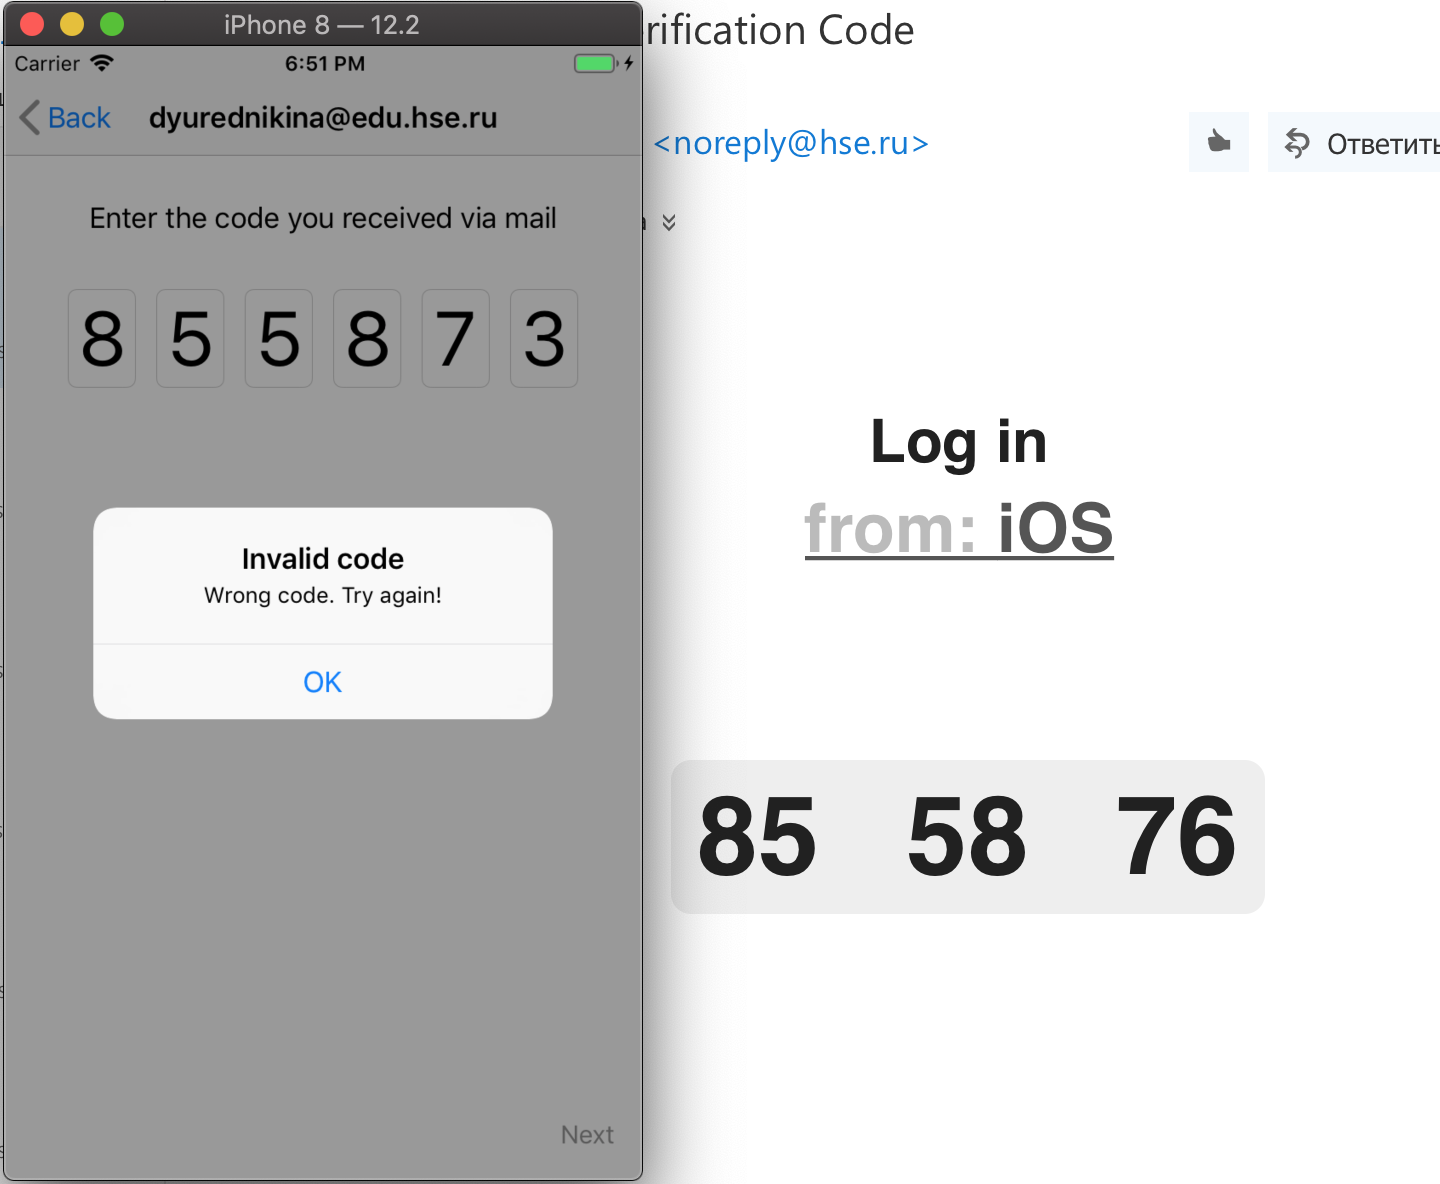 iPhone 8 — 12.2
Carrier
6:51 PM
Back
dyurednikina@edu.hse.ru
Enter the code you received via mail
8 5 5 8 7 3
Invalid code
Wrong code. Try again!
OK
Next
rification Code
<noreply@hse.ru>
Ответить
Log in
from: iOS
85 58 76